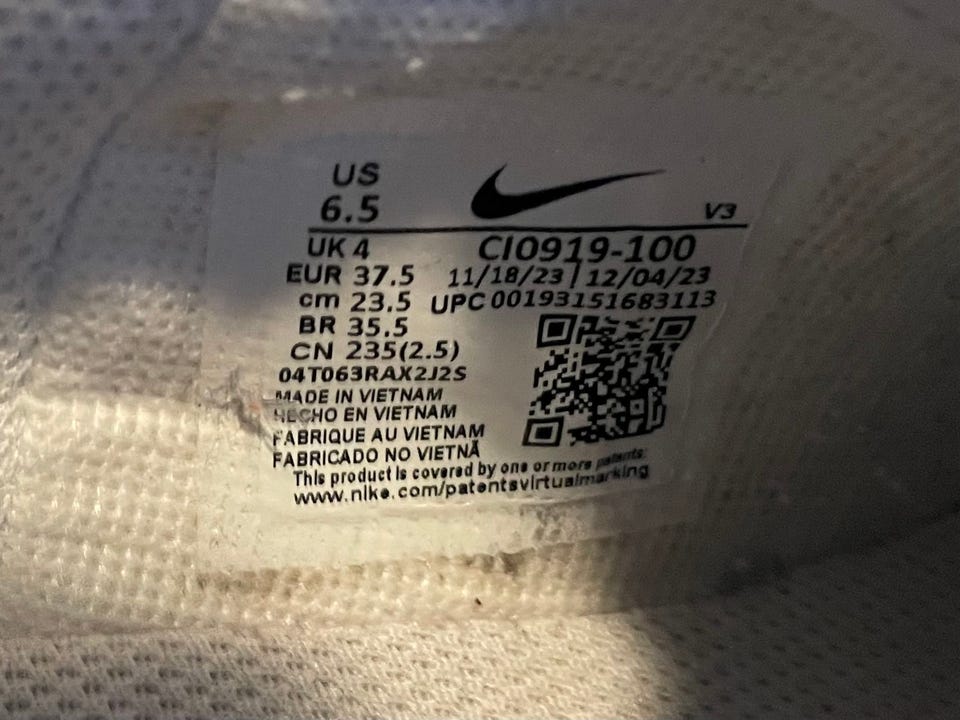 US
6.5
V3
UK 4
CI0919-100
EUR 37.5
11/18/23 | 12/04/23
cm 23.5
UPC 00193151683113
BR 35.5
CN 235(2.5)
04T063RAX2J2S
MADE IN VIETNAM
HECHO EN VIETNAM
FABRIQUE AU VIETNAM
FABRICADO NO VIETNÃ
This product is covered by one or more patents:
www.nike.com/patentsvirtualmarking